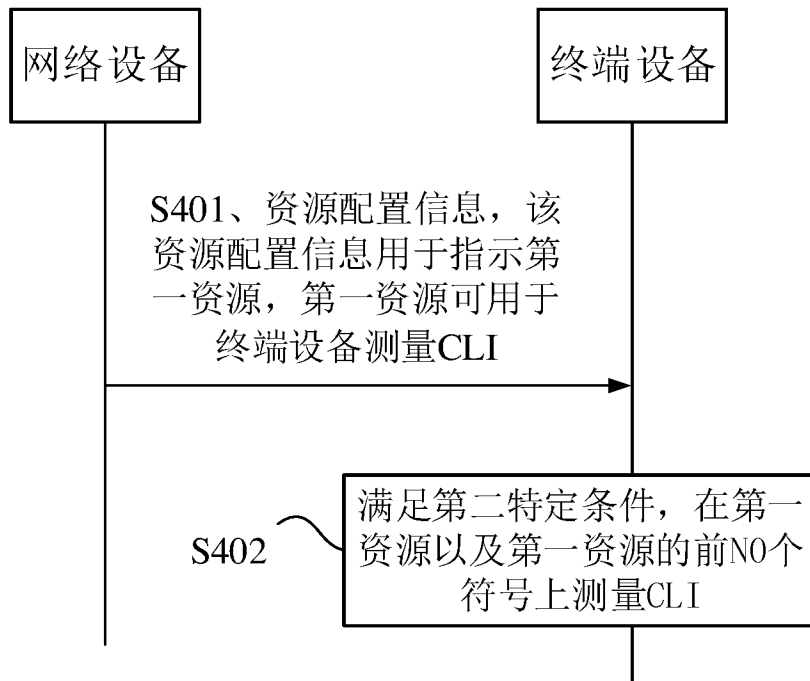 网络设备
终端设备
S401、资源配置信息，该
资源配置信息用于指示第
一资源，第一资源可用于
终端设备测量CLI
S402
满足第二特定条件，在第一
资源以及第一资源的前N0个
符号上测量CLI